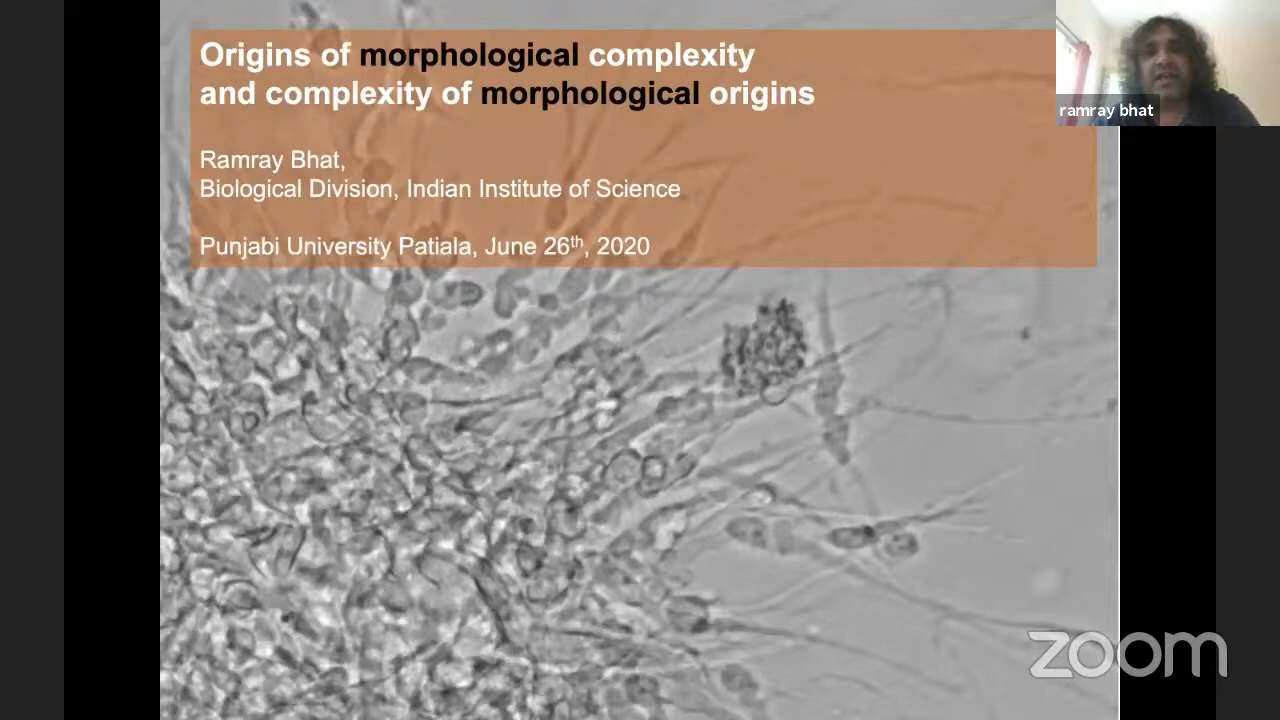 Origins of morphological complexity
and complexity of morphological origins
Ramray Bhat,
Biological Division, Indian Institute of Science
Punjabi University Patiala, June 26th, 2020
ramray bhat
zoom